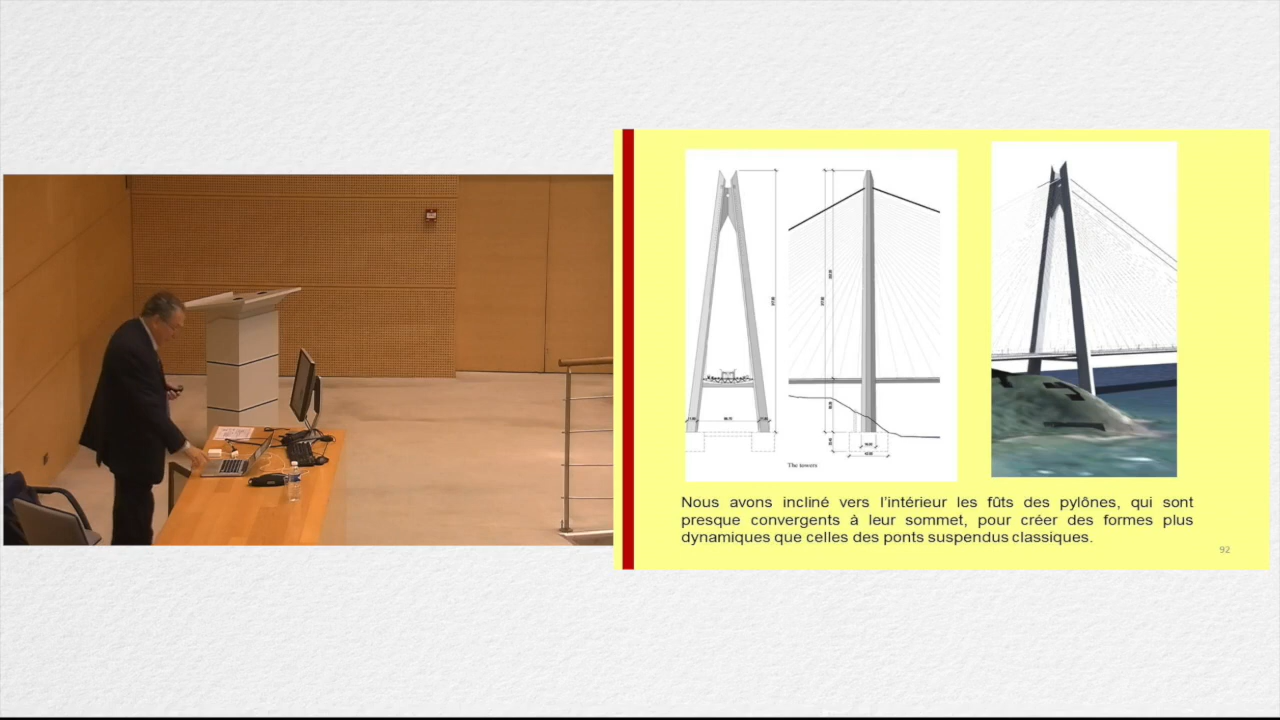 The towers
Nous avons incliné vers l'intérieur les fûts des pylônes, qui sont
presque convergents à leur sommet, pour créer des formes plus
dynamiques que celles des ponts suspendus classiques.
92